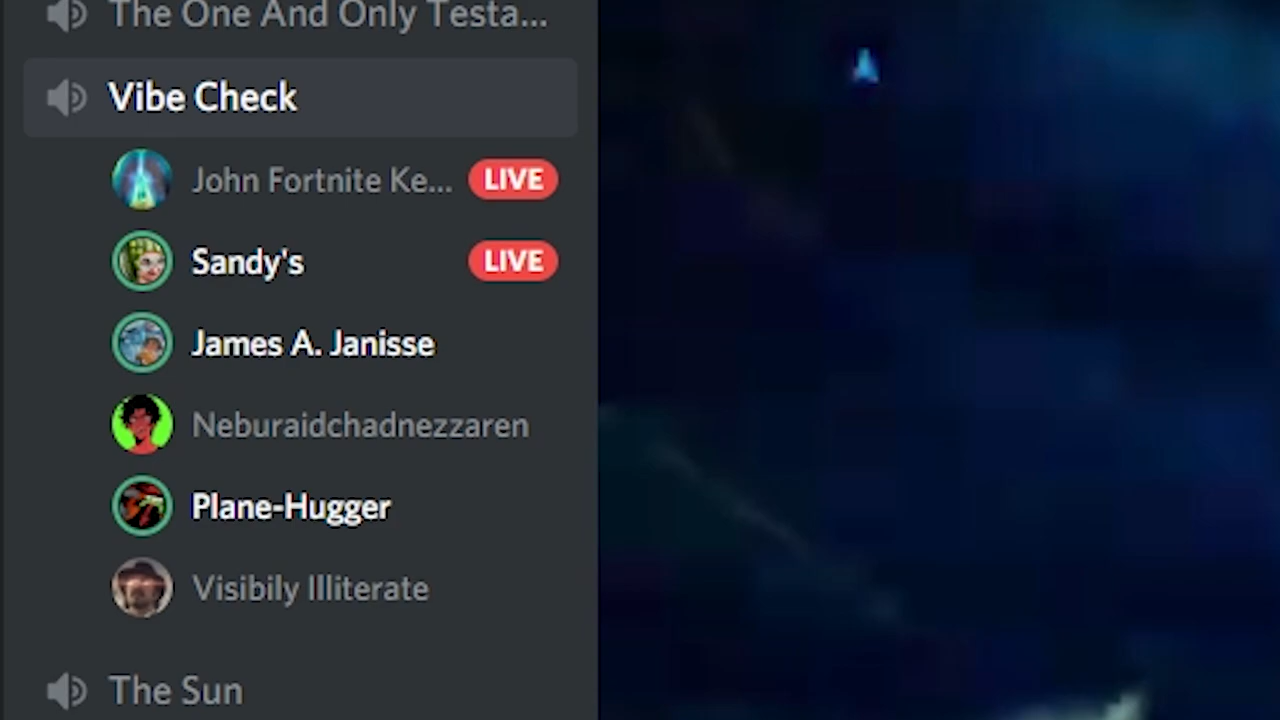 The One And Only Testa...
Vibe Check
John Fortnite Ke... LIVE
Sandy's LIVE
James A. Janisse
Neburaidchadnezzaren
Plane-Hugger
Visibily Illiterate
The Sun